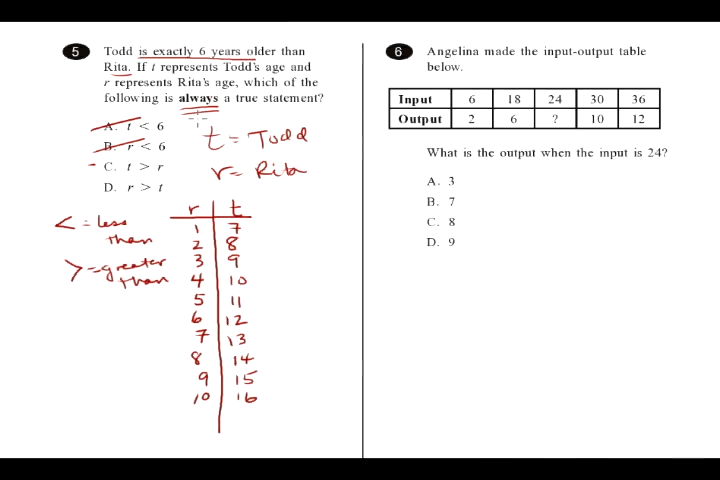 5 Todd is exactly 6 years older than
Rita. If t represents Todd's age and
r represents Rita's age, which of the
following is always a true statement?
A. t < 6
B. r < 6
C. t > r
D. r > t
t = Todd
r = Rita
< = less
than
> = greater
than
r t
1 7
2 8
3 9
4 10
5 11
6 12
7 13
8 14
9 15
10 16
6 Angelina made the input-output table
below.
Input 6 18 24 30 36
Output 2 6 ? 10 12
What is the output when the input is 24?
A. 3
B. 7
C. 8
D. 9